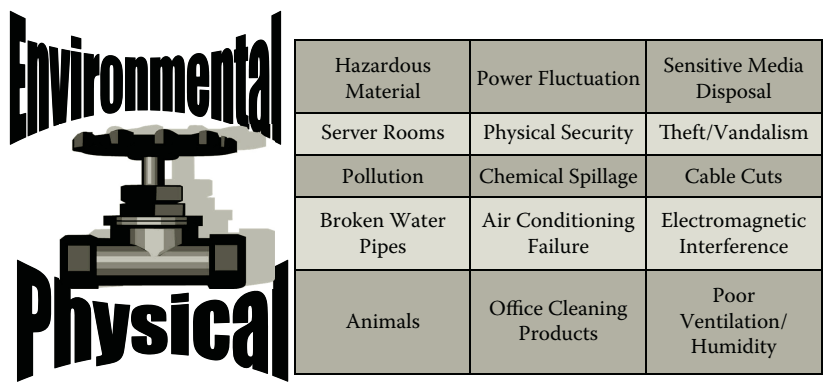 Environmental
Physical
Hazardous
Material
Power Fluctuation
Sensitive Media
Disposal
Server Rooms
Physical Security
Theft/Vandalism
Pollution
Chemical Spillage
Cable Cuts
Broken Water
Pipes
Air Conditioning
Failure
Electromagnetic
Interference
Animals
Office Cleaning
Products
Poor
Ventilation/
Humidity